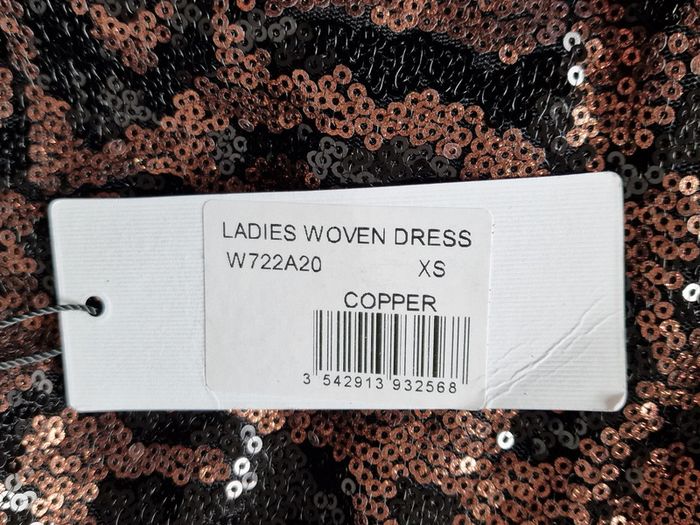 LADIES WOVEN DRESS
W722A20 XS
COPPER
3 542913 932568